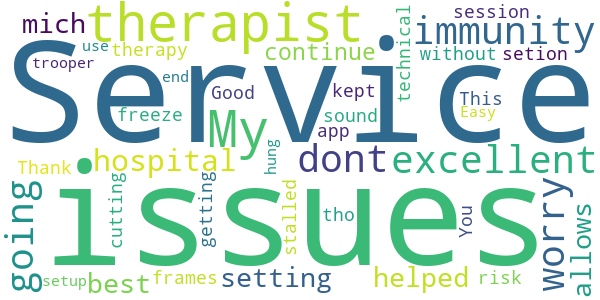 mich
therapist
session
immunity
use
therapy
continue
technical
without
setion
trooper
Service
end
Good
kept
This
Easy
freeze
My
sound
app
Thank
hospital
hung
dont
excellent
going
issues
cutting
getting
stalled
tho
You
worry
allows
setup
best
frames
setting
helped
risk